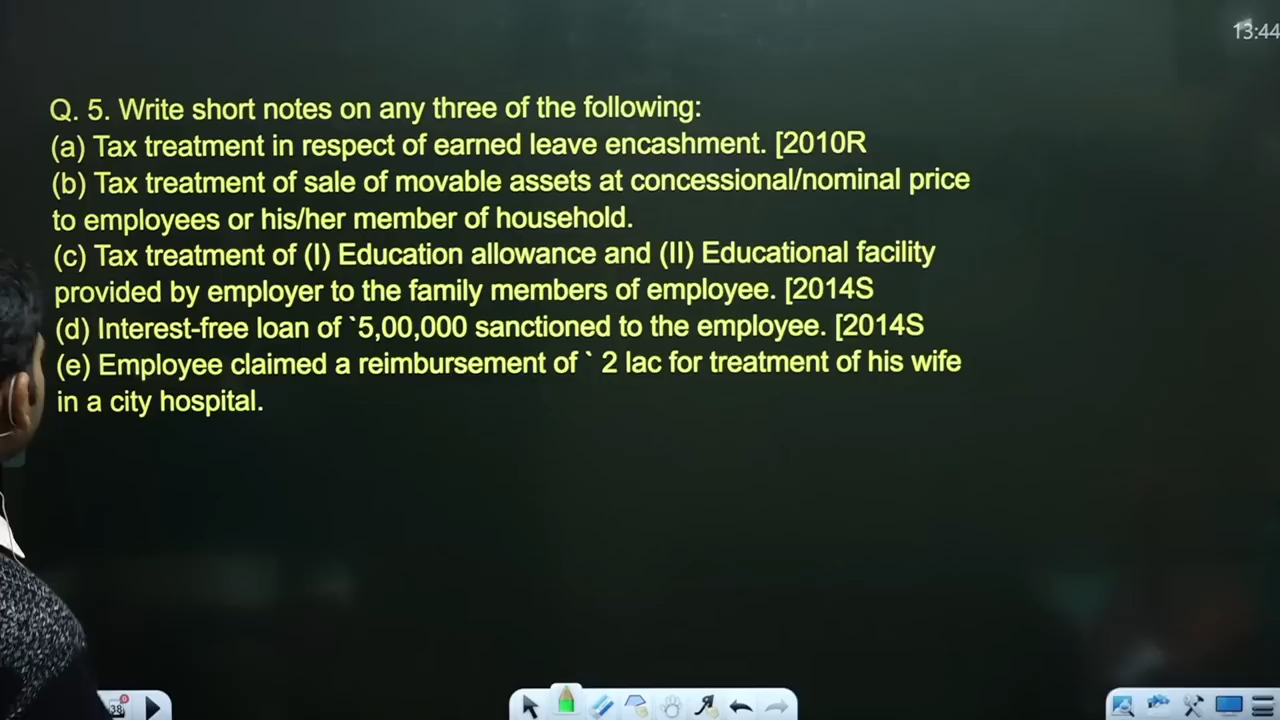 13:44
Q. 5. Write short notes on any three of the following:
(a) Tax treatment in respect of earned leave encashment. [2010R
(b) Tax treatment of sale of movable assets at concessional/nominal price
to employees or his/her member of household.
(c) Tax treatment of (I) Education allowance and (II) Educational facility
provided by employer to the family members of employee. [2014S
(d) Interest-free loan of `5,00,000 sanctioned to the employee. [2014S
(e) Employee claimed a reimbursement of ` 2 lac for treatment of his wife
in a city hospital.
38